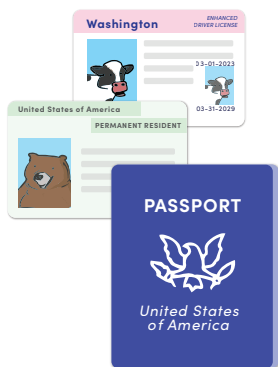 Washington
ENHANCED
DRIVER LICENSE
03-01-2023
03-31-2029
United States of America
PERMANENT RESIDENT
PASSPORT
United States
of America